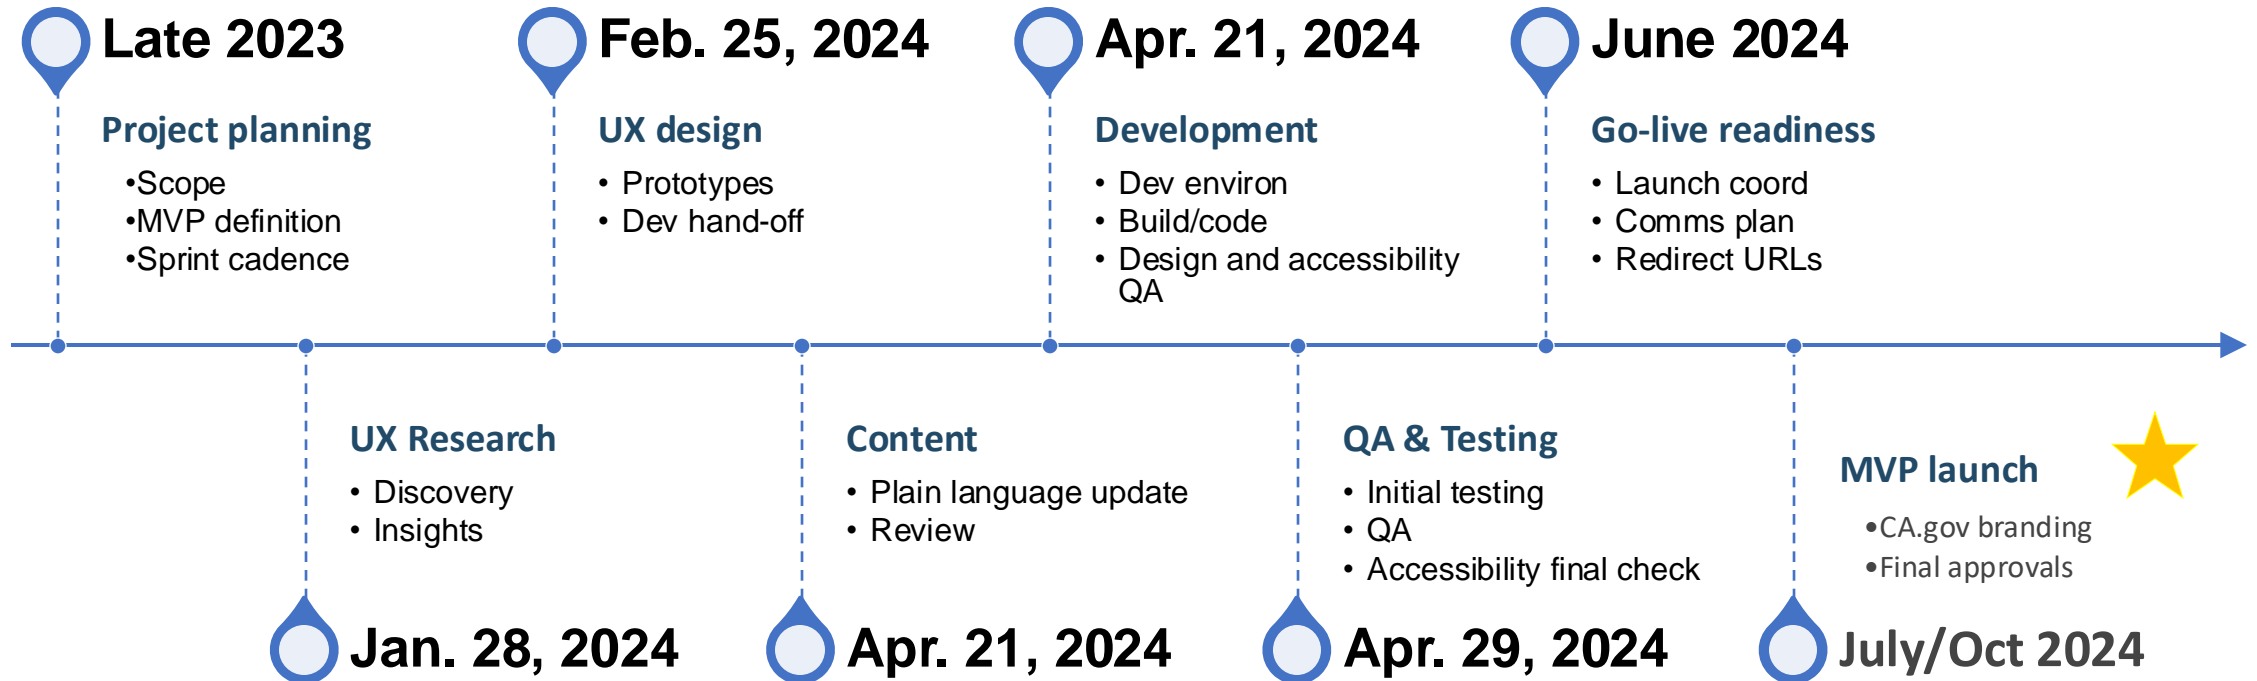 Late 2023
Project planning
•Scope
•MVP definition
•Sprint cadence
Jan. 28, 2024
UX Research
• Discovery
• Insights
Feb. 25, 2024
UX design
• Prototypes
• Dev hand-off
Apr. 21, 2024
Content
• Plain language update
• Review
Apr. 21, 2024
Development
• Dev environ
• Build/code
• Design and accessibility
QA
Apr. 29, 2024
QA & Testing
• Initial testing
• QA
• Accessibility final check
June 2024
Go-live readiness
• Launch coord
• Comms plan
• Redirect URLs
July/Oct 2024
MVP launch
•CA.gov branding
•Final approvals